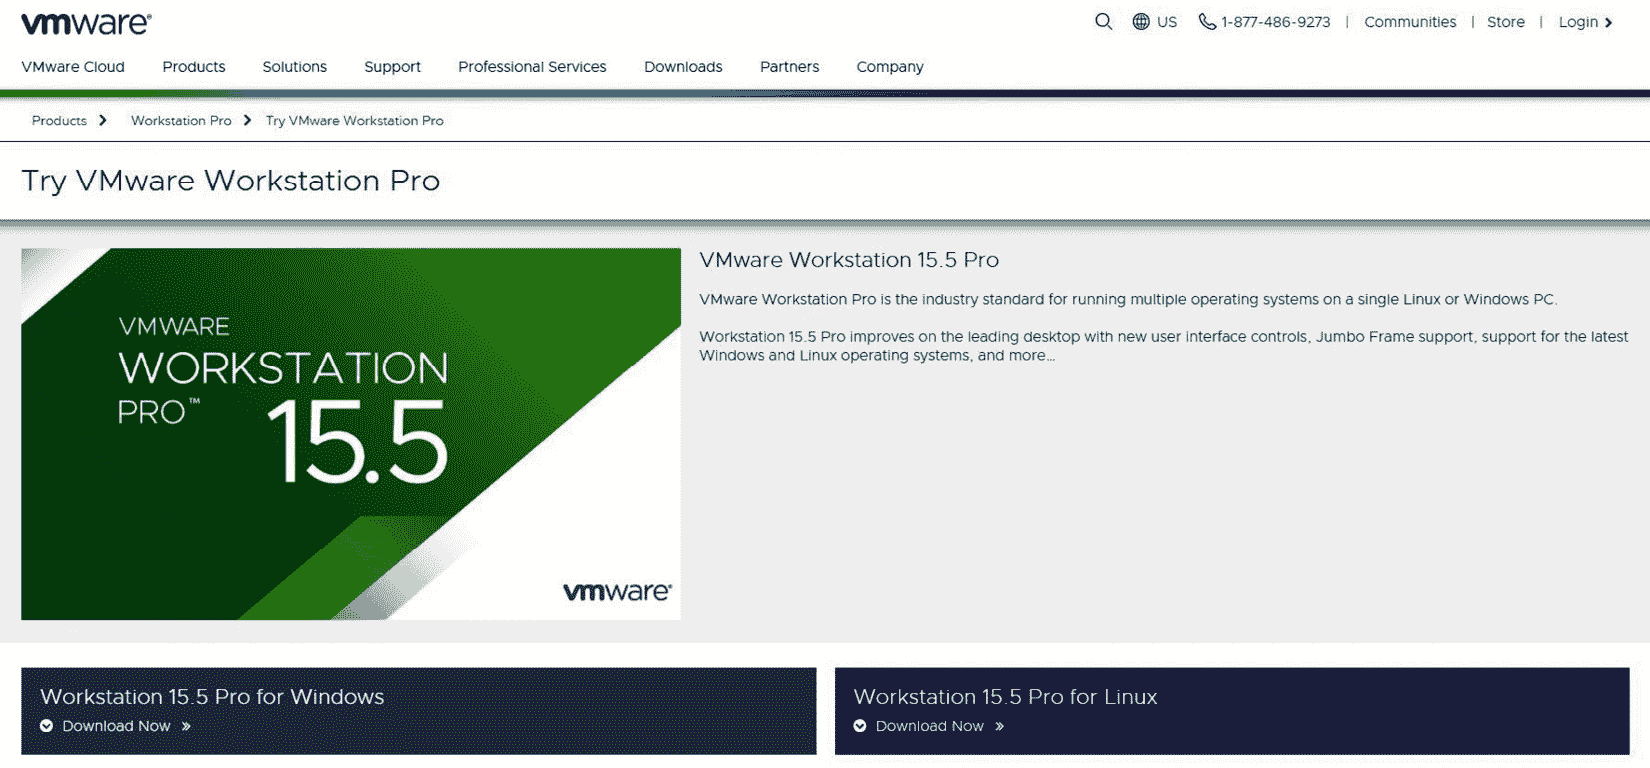 vmware®
US 1-877-486-9273 | Communities | Store | Login
VMware Cloud Products Solutions Support Professional Services Downloads Partners Company
Products Workstation Pro Try VMware Workstation Pro
Try VMware Workstation Pro
VMWARE
WORKSTATION
PRO™
15.5
vmware®
VMware Workstation 15.5 Pro
VMware Workstation Pro is the industry standard for running multiple operating systems on a single Linux or Windows PC.
Workstation 15.5 Pro improves on the leading desktop with new user interface controls, Jumbo Frame support, support for the latest
Windows and Linux operating systems, and more...
Workstation 15.5 Pro for Windows
Download Now »
Workstation 15.5 Pro for Linux
Download Now »